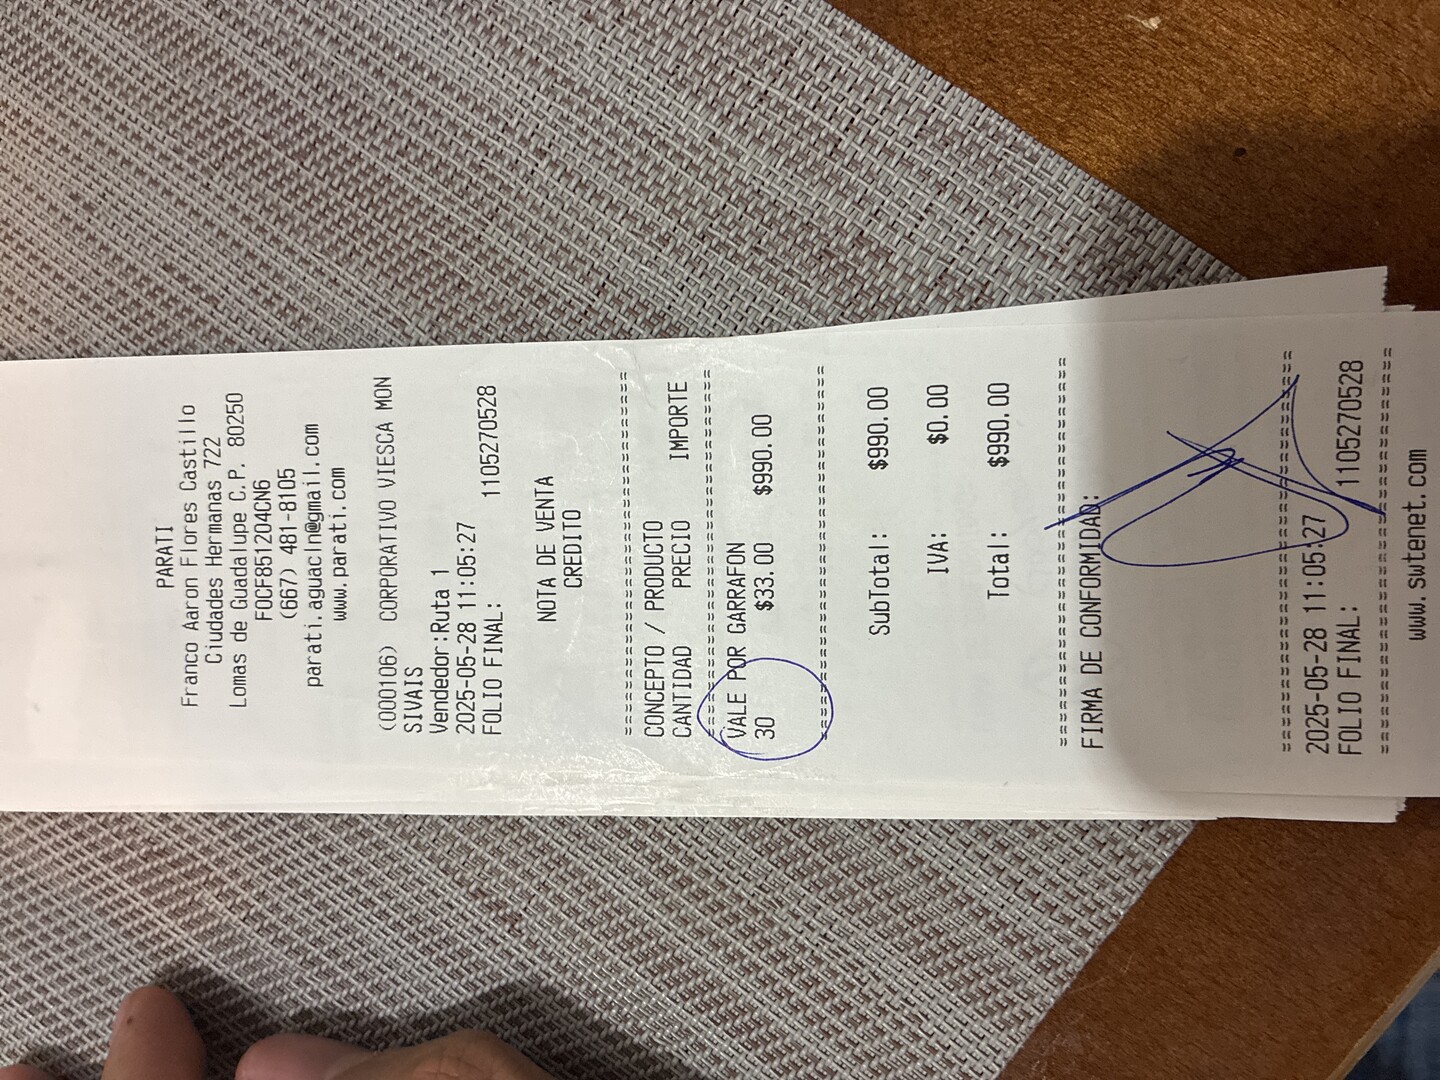 PARATI
Franco Aaron Flores Castillo
Ciudades Hermanas 722
Lomas de Guadalupe C.P. 80250
FOCF851204CN6
(667) 481-8105
parati.aguacln@gmail.com
www.parati.com
(000106) CORPORATIVO VIESCA MON
SIVAIS
Vendedor:Ruta 1
2025-05-28 11:05:27
FOLIO FINAL: 1105270528
NOTA DE VENTA
CREDITO
CONCEPTO / PRODUCTO
CANTIDAD PRECIO IMPORTE
VALE POR GARRAFON
30 $33.00 $990.00
SubTotal: $990.00
IVA: $0.00
Total: $990.00
FIRMA DE CONFORMIDAD:
2025-05-28 11:05:27
FOLIO FINAL: 1105270528
www.swtenet.com